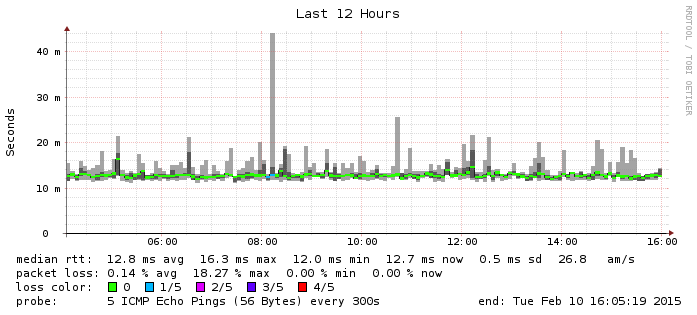 Last 12 Hours
RRDTOOL / TOBI OETIKER
Seconds
40 m
30 m
20 m
10 m
0
06:00 08:00 10:00 12:00 14:00 16:00
median rtt: 12.8 ms avg 16.3 ms max 12.0 ms min 12.7 ms now 0.5 ms sd 26.8 am/s
packet loss: 0.14 % avg 18.27 % max 0.00 % min 0.00 % now
loss color: 0 1/5 2/5 3/5 4/5
probe: 5 ICMP Echo Pings (56 Bytes) every 300s end: Tue Feb 10 16:05:19 2015